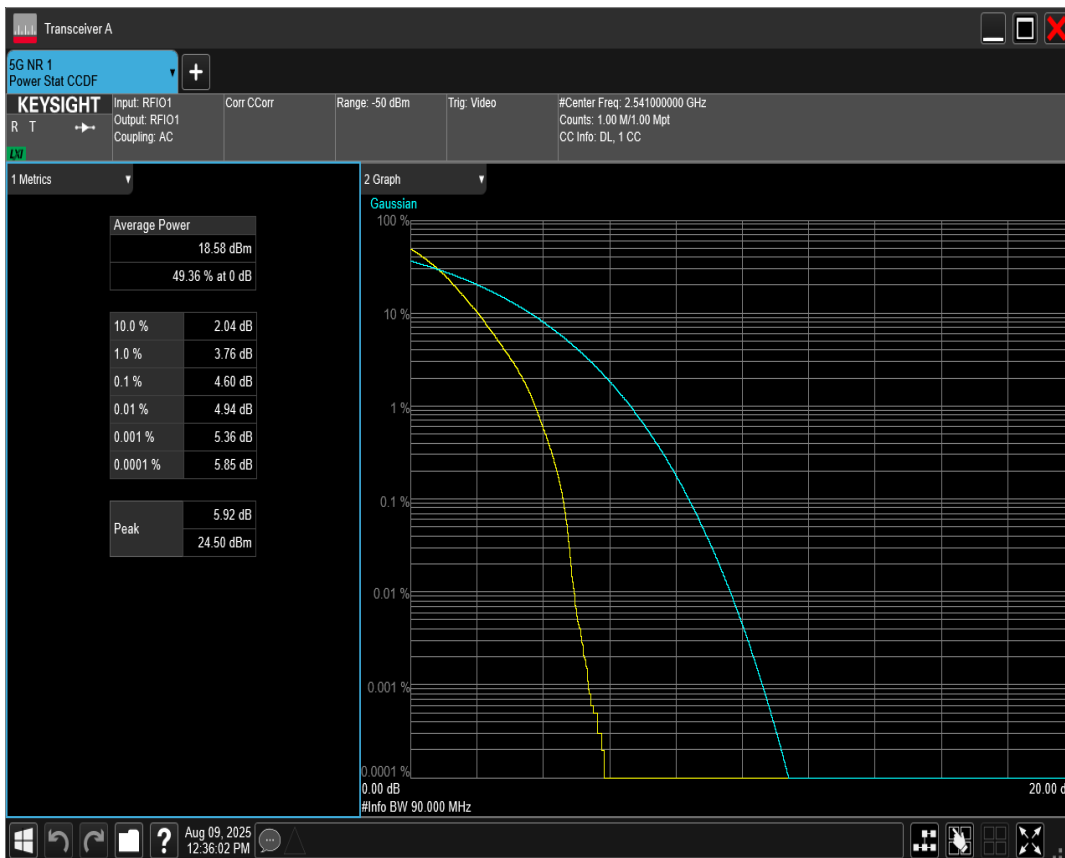 Transceiver A
5G NR 1
Power Stat CCDF
KEYSIGHT
R T
LXI
Input: RFIO1
Output: RFIO1
Coupling: AC
Corr CCorr
Range: -50 dBm
Trig: Video
#Center Freq: 2.541000000 GHz
Counts: 1.00 M/1.00 Mpt
CC Info: DL, 1 CC
1 Metrics
Average Power
18.58 dBm
49.36 % at 0 dB
10.0 % 2.04 dB
1.0 % 3.76 dB
0.1 % 4.60 dB
0.01 % 4.94 dB
0.001 % 5.36 dB
0.0001 % 5.85 dB
Peak
5.92 dB
24.50 dBm
2 Graph
Gaussian
100 %
10 %
1 %
0.1 %
0.01 %
0.001 %
0.0001 %
0.00 dB
20.00 d
#Info BW 90.000 MHz
?
Aug 09, 2025
12:36:02 PM